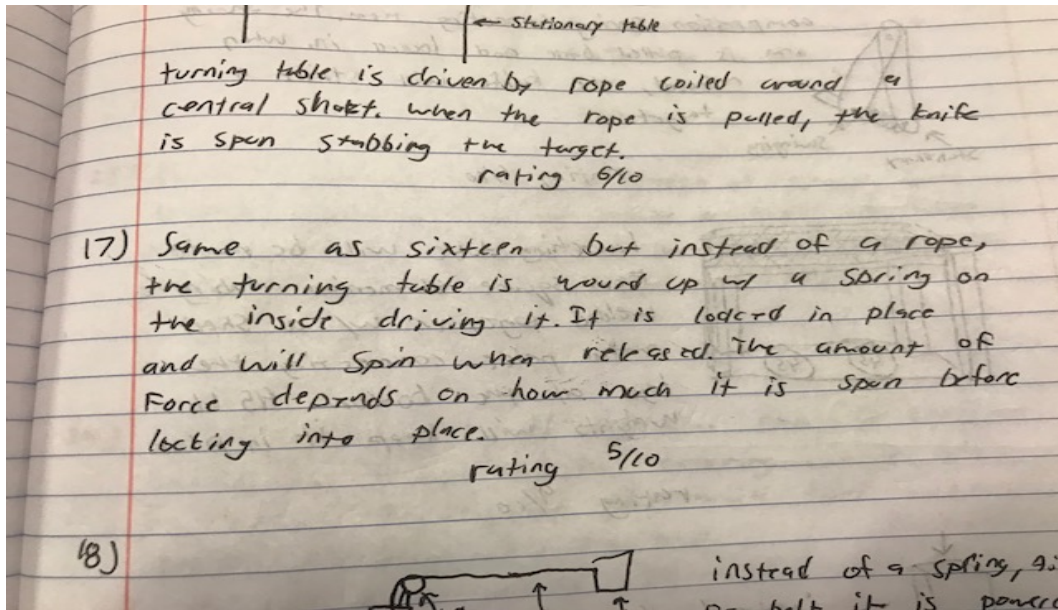 ← Stationary table
turning table is driven by rope coiled around a
central shaft. when the rope is pulled, the knife
is spun stabbing the target.
rating 6/10
17) Same as sixteen but instead of a rope,
the turning table is wound up w/ a spring on
the inside driving it. It is locked in place
and will spin when released. The amount of
Force depends on how much it is spun before
locking into place.
rating 5/10
18)
instead of a spring,
it is